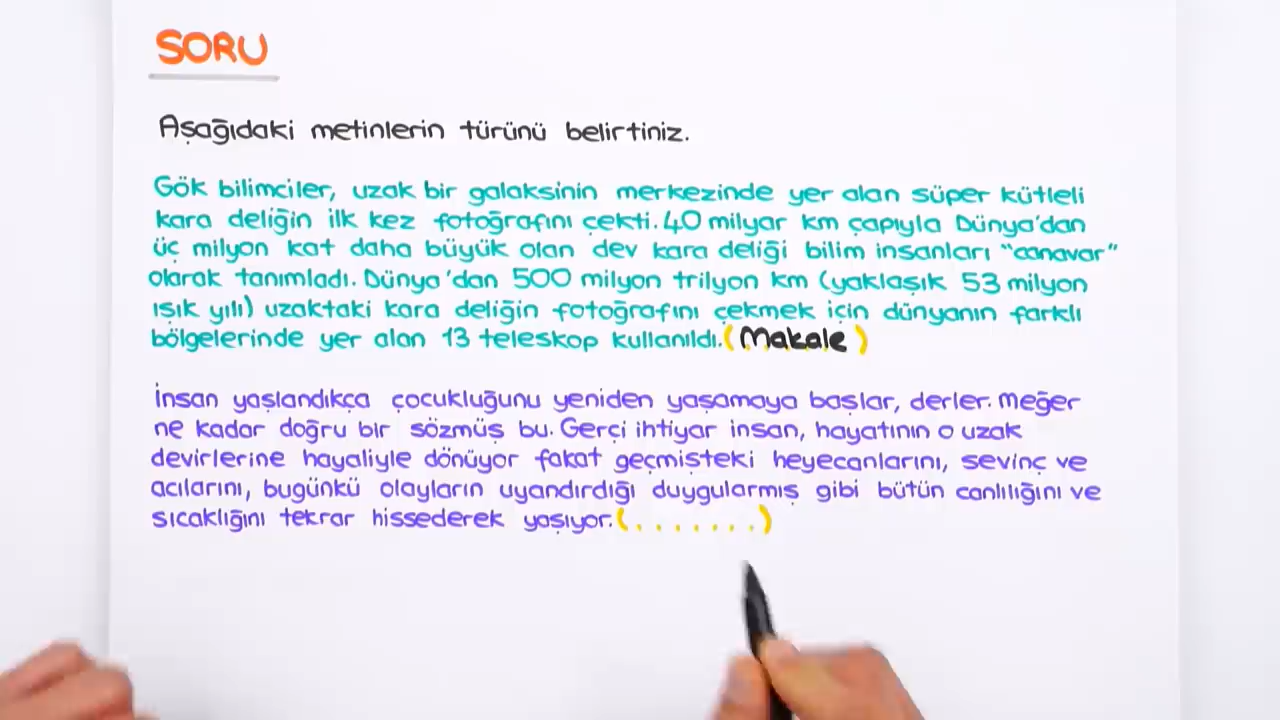 SORU
Aşağıdaki metinlerin türünü belirtiniz.
Gök bilimciler, uzak bir galaksinin merkezinde yer alan süper kütleli
kara deliğin ilk kez fotoğrafını çekti. 40 milyar km çapıyla Dünya'dan
üç milyon kat daha büyük olan dev kara deliği bilim insanları "canavar"
olarak tanımladı. Dünya'dan 500 milyon trilyon km (yaklaşık 53 milyon
ışık yılı) uzaktaki kara deliğin fotoğrafını çekmek için dünyanın farklı
bölgelerinde yer alan 13 teleskop kullanıldı. (Makale)
İnsan yaşlandıkça çocukluğunu yeniden yaşamaya başlar, derler. Meğer
ne kadar doğru bir sözmüş bu. Gerçi ihtiyar insan, hayatının o uzak
devirlerine hayaliyle dönüyor fakat geçmişteki heyecanlarını, sevinç ve
acılarını, bugünkü olayların uyandırdığı duygularmış gibi bütün canlılığını ve
sıcaklığını tekrar hissederek yaşıyor. (.......)